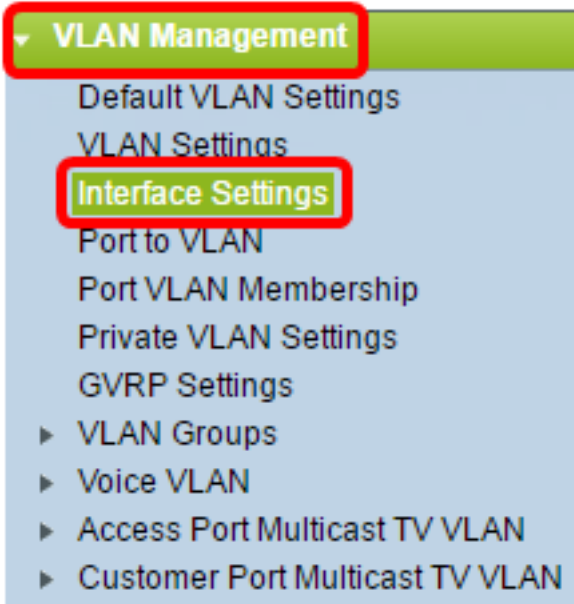 VLAN Management
Default VLAN Settings
VLAN Settings
Interface Settings
Port to VLAN
Port VLAN Membership
Private VLAN Settings
GVRP Settings
VLAN Groups
Voice VLAN
Access Port Multicast TV VLAN
Customer Port Multicast TV VLAN